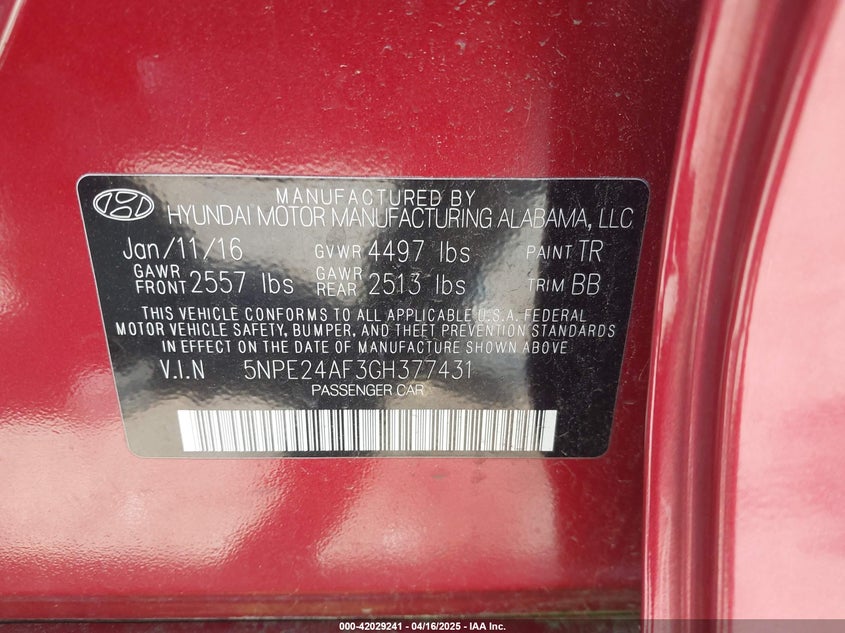 MANUFACTURED BY
HYUNDAI MOTOR MANUFACTURING ALABAMA, LLC
Jan/11/16 GVWR 4497 lbs PAINT TR
GAWR FRONT 2557 lbs GAWR REAR 2513 lbs TRIM BB
THIS VEHICLE CONFORMS TO ALL APPLICABLE U.S.A. FEDERAL
MOTOR VEHICLE SAFETY, BUMPER, AND THEFT PREVENTION STANDARDS
IN EFFECT ON THE DATE OF MANUFACTURE SHOWN ABOVE
V.I.N 5NPE24AF3GH377431
PASSENGER CAR
000-42029241 - 04/16/2025 - IAA Inc.